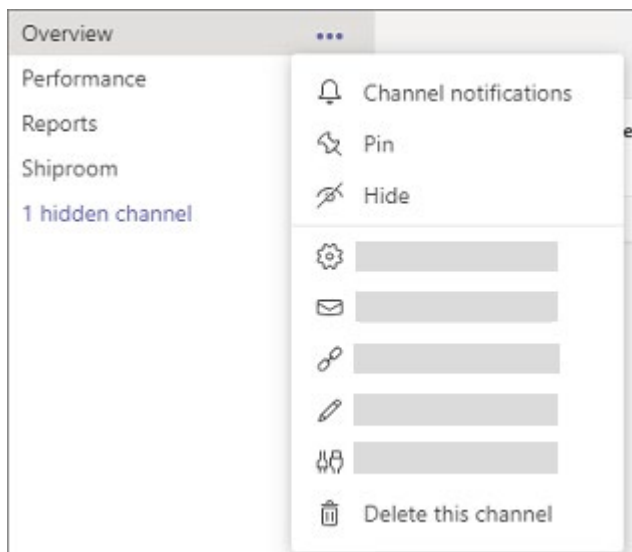 Overview
Performance
Reports
Shiproom
1 hidden channel
Channel notifications
Pin
Hide
Delete this channel